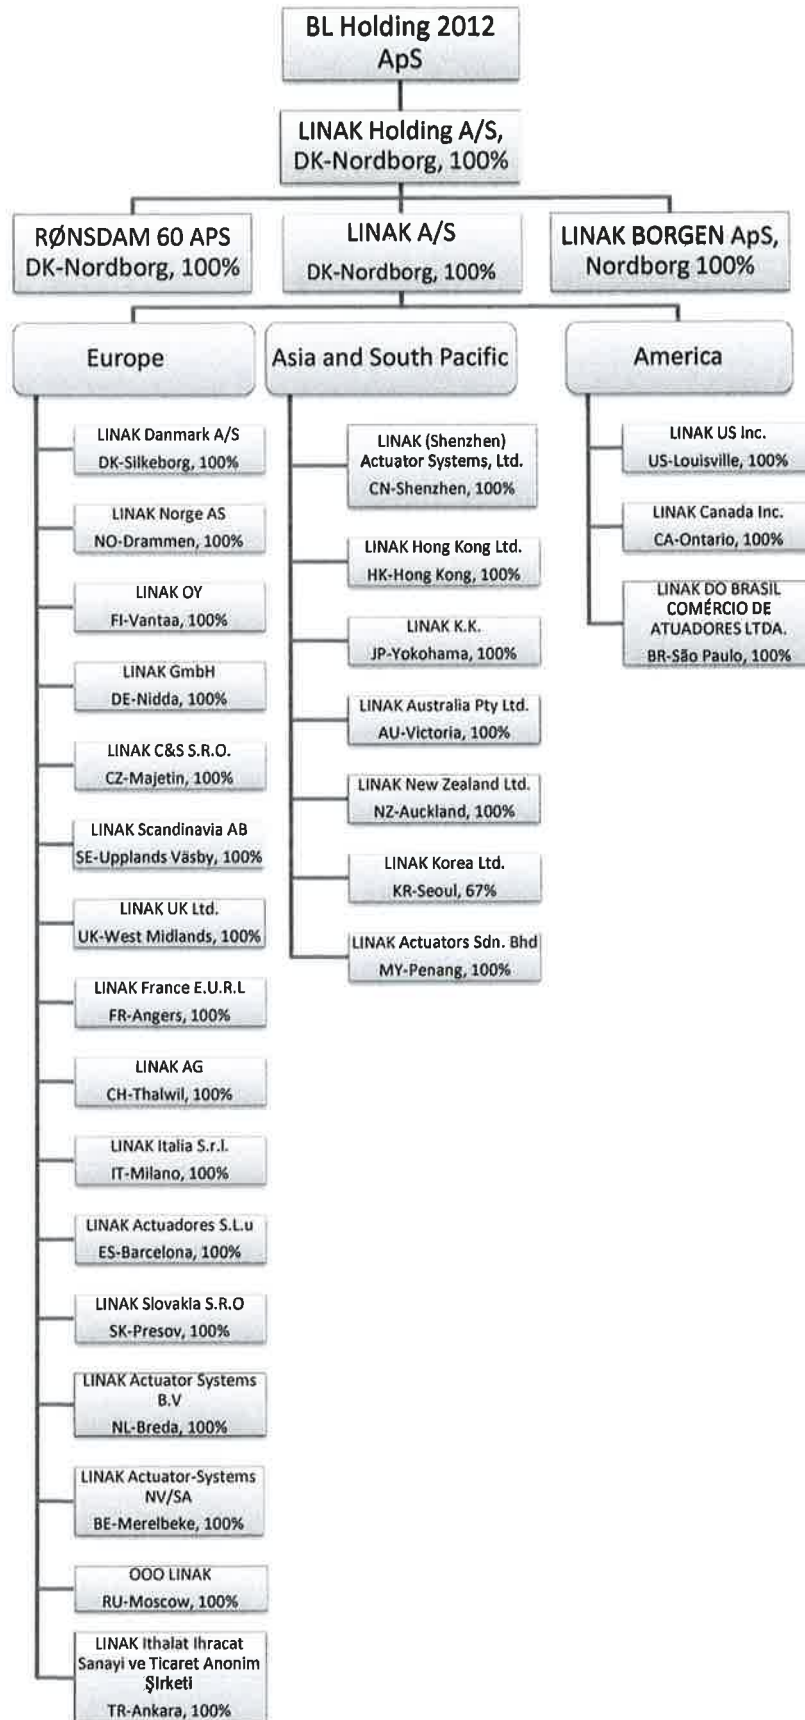 BL Holding 2012
ApS
LINAK Holding A/S,
DK-Nordborg, 100%
RØNSDAM 60 APS
DK-Nordborg, 100%
LINAK A/S
DK-Nordborg, 100%
LINAK BORGEN ApS,
Nordborg 100%
Europe
LINAK Danmark A/S
DK-Silkeborg, 100%
LINAK Norge AS
NO-Drammen, 100%
LINAK OY
FI-Vantaa, 100%
LINAK GmbH
DE-Nidda, 100%
LINAK C&S S.R.O.
CZ-Majetin, 100%
LINAK Scandinavia AB
SE-Upplands Väsby, 100%
LINAK UK Ltd.
UK-West Midlands, 100%
LINAK France E.U.R.L
FR-Angers, 100%
LINAK AG
CH-Thalwil, 100%
LINAK Italia S.r.l.
IT-Milano, 100%
LINAK Actuadores S.L.u
ES-Barcelona, 100%
LINAK Slovakia S.R.O
SK-Presov, 100%
LINAK Actuator Systems
B.V
NL-Breda, 100%
LINAK Actuator-Systems
NV/SA
BE-Merelbeke, 100%
OOO LINAK
RU-Moscow, 100%
LINAK Ithalat Ihracat
Sanayi ve Ticaret Anonim
Şirketi
TR-Ankara, 100%
Asia and South Pacific
LINAK (Shenzhen)
Actuator Systems, Ltd.
CN-Shenzhen, 100%
LINAK Hong Kong Ltd.
HK-Hong Kong, 100%
LINAK K.K.
JP-Yokohama, 100%
LINAK Australia Pty Ltd.
AU-Victoria, 100%
LINAK New Zealand Ltd.
NZ-Auckland, 100%
LINAK Korea Ltd.
KR-Seoul, 67%
LINAK Actuators Sdn. Bhd
MY-Penang, 100%
America
LINAK US Inc.
US-Louisville, 100%
LINAK Canada Inc.
CA-Ontario, 100%
LINAK DO BRASIL
COMÉRCIO DE
ATUADORES LTDA.
BR-São Paulo, 100%